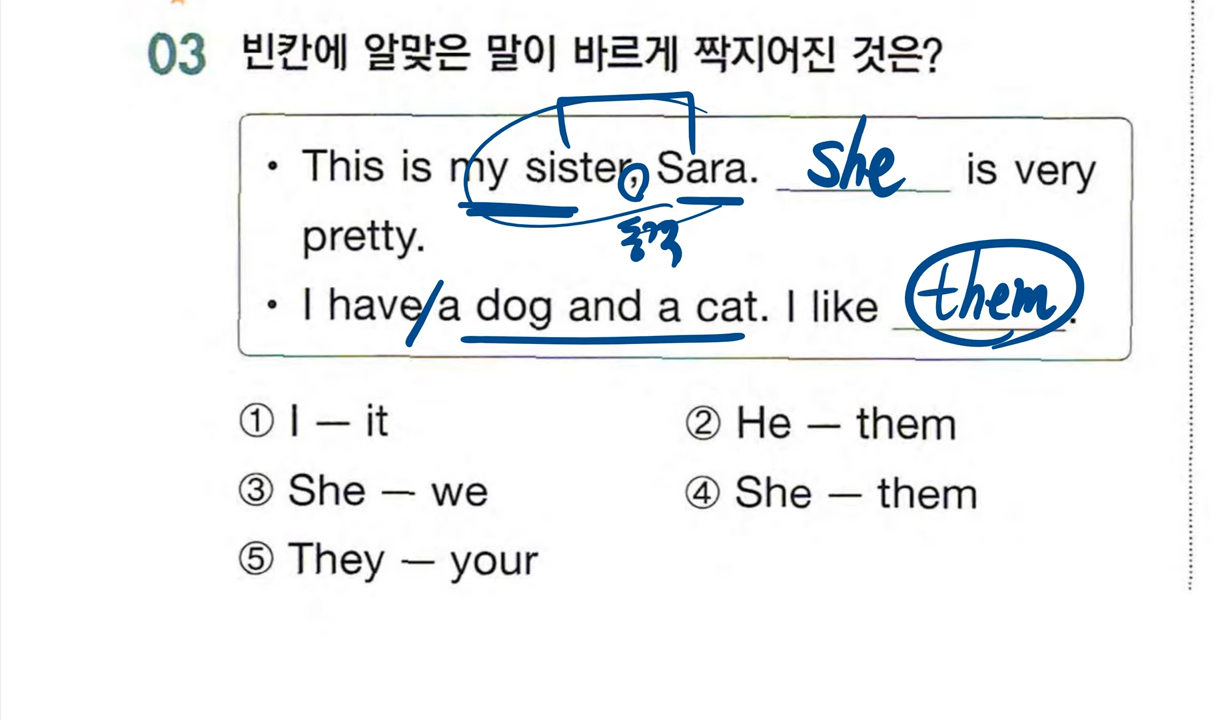 03 빈칸에 알맞은 말이 바르게 짝지어진 것은?
• This is my sister, Sara. she is very
동격
pretty.
• I have / a dog and a cat. I like them.
① I — it ② He — them
③ She — we ④ She — them
⑤ They — your